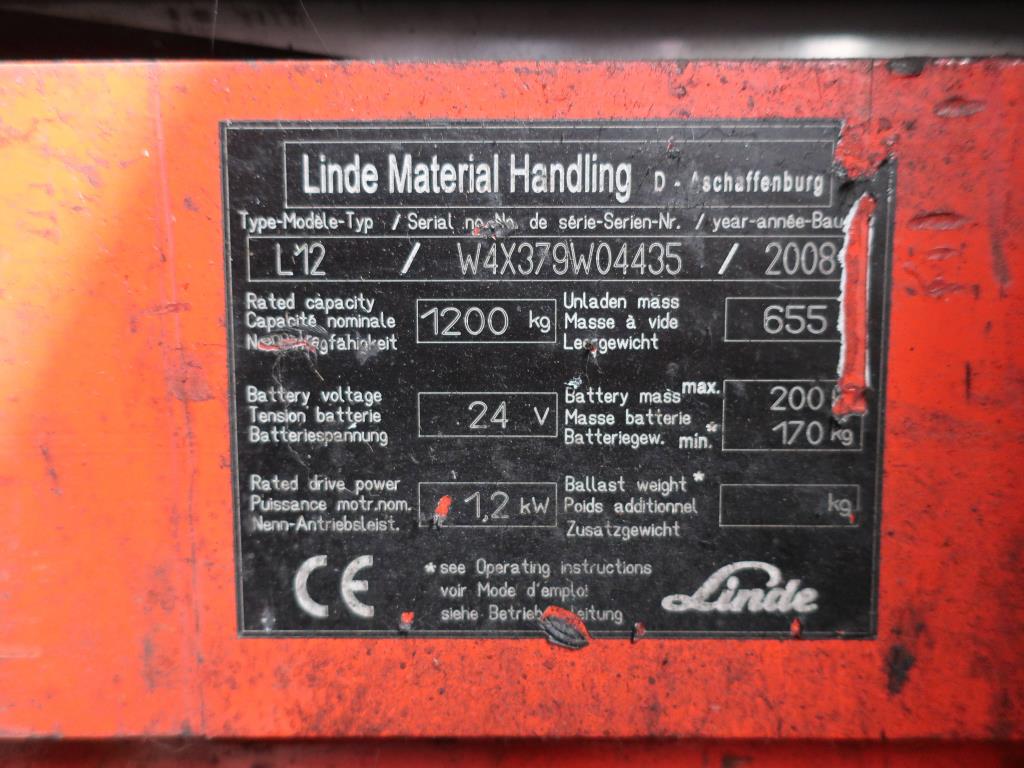 Linde Material Handling D - Aschaffenburg
Type-Modèle-Typ / Serial no-No. de série-Serien-Nr. / year-année-Bau
L12 / W4X379W04435 / 2008
Rated capacity
Capacité nominale
1200 kg
Unladen mass
Masse à vide
Leergewicht
655
Battery voltage
Tension batterie
Batteriespannung
24 V
Battery mass max.
Masse batterie
Batteriegew. min.*
200
170 kg
Rated drive power
Puissance motr.nom.
Nenn-Antriebsleist.
1,2 kW
Ballast weight *
Poids additionnel
Zusatzgewicht
kg
CE
* see Operating instructions
voir Mode d'emploi
siehe
Linde